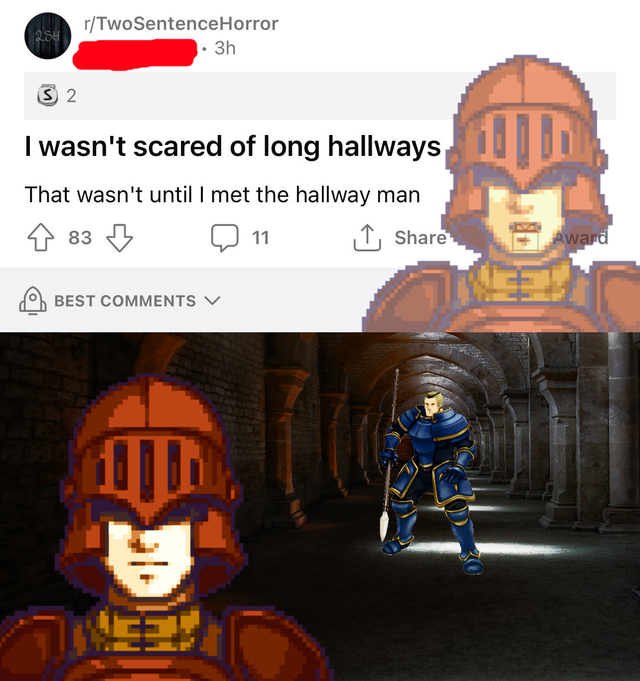 2SH
r/TwoSentenceHorror
• 3h
S 2
I wasn't scared of long hallways
That wasn't until I met the hallway man
83
11
Share
Award
BEST COMMENTS